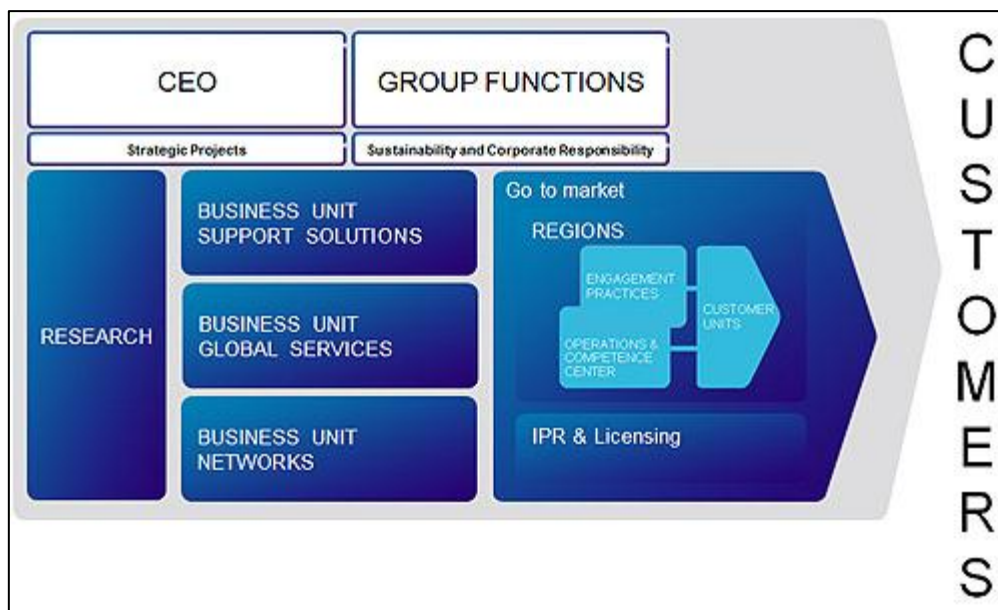 CEO
GROUP FUNCTIONS
Strategic Projects
Sustainability and Corporate Responsibility
RESEARCH
BUSINESS UNIT
SUPPORT SOLUTIONS
BUSINESS UNIT
GLOBAL SERVICES
BUSINESS UNIT
NETWORKS
Go to market
REGIONS
ENGAGEMENT
PRACTICES
OPERATIONS &
COMPETENCE
CENTER
CUSTOMER
UNITS
IPR & Licensing
CUSTOMERS